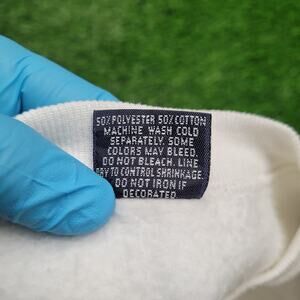 50% POLYESTER 50% COTTON
MACHINE WASH COLD
SEPARATELY. SOME
COLORS MAY BLEED.
DO NOT BLEACH. LINE
DRY TO CONTROL SHRINKAGE.
DO NOT IRON IF
DECORATED.